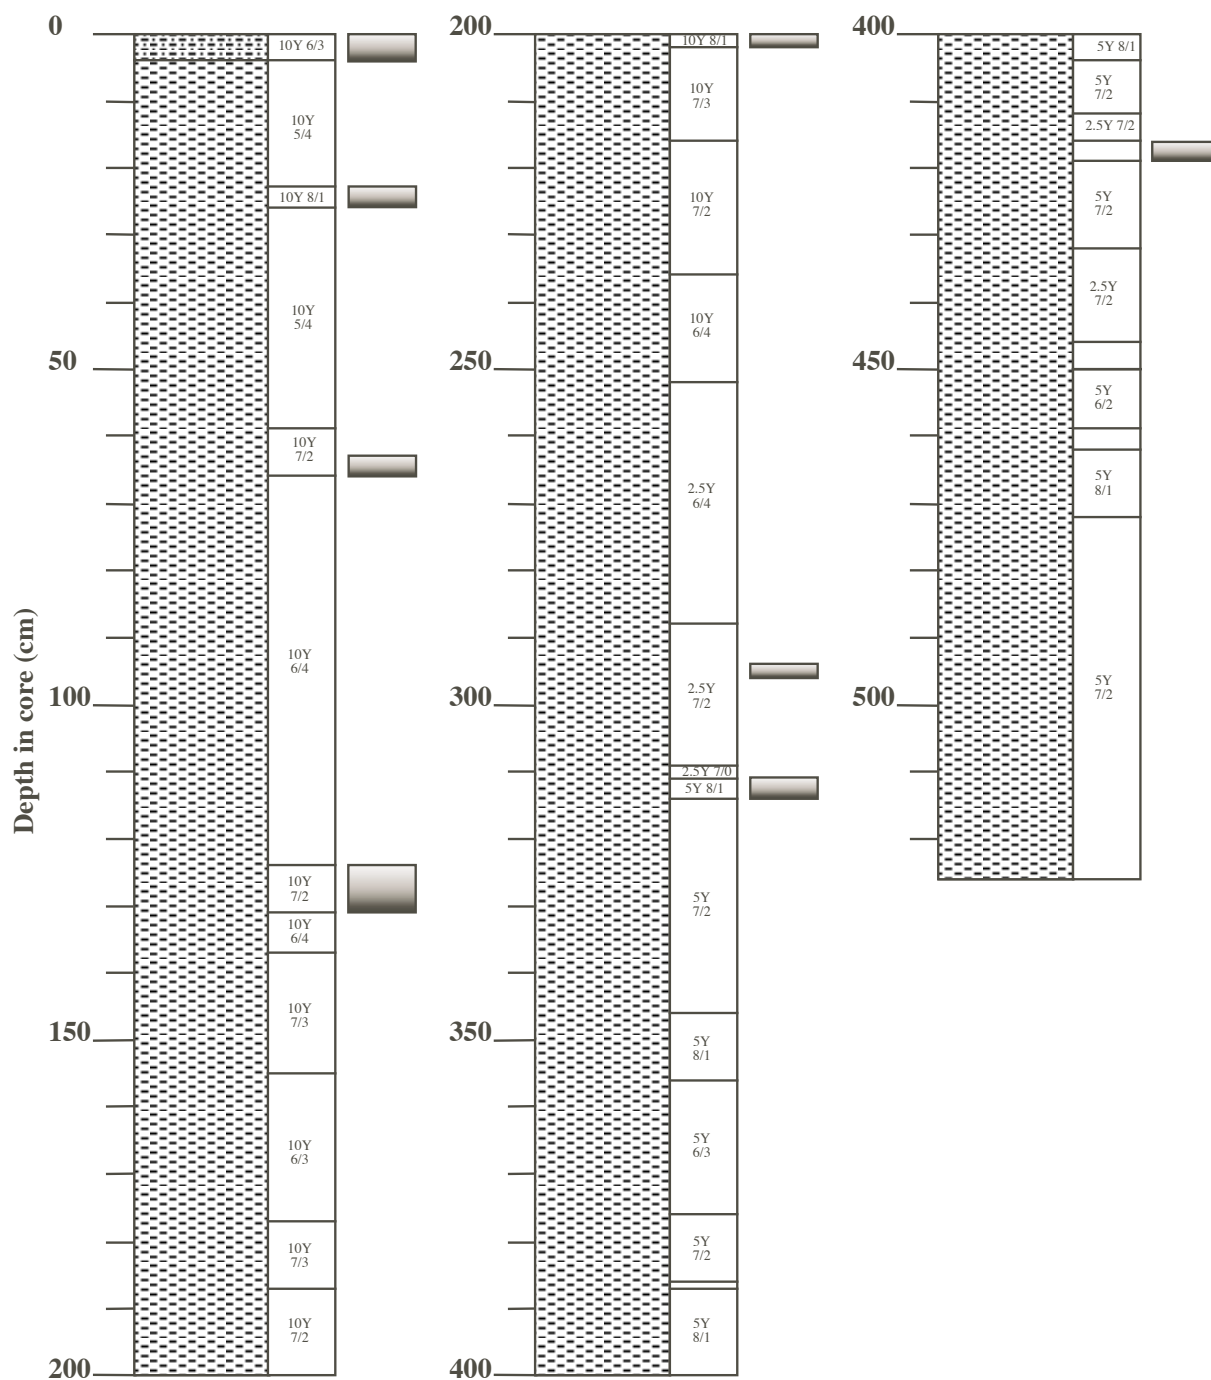 Depth in core (cm)
0
50
100
150
200
10Y 6/3
10Y
5/4
10Y 8/1
10Y
5/4
10Y
7/2
10Y
6/4
10Y
7/2
10Y
6/4
10Y
7/3
10Y
6/3
10Y
7/3
10Y
7/2
200
250
300
350
400
10Y 8/1
10Y
7/3
10Y
7/2
10Y
6/4
2.5Y
6/4
2.5Y
7/2
2.5Y 7/0
5Y 8/1
5Y
7/2
5Y
8/1
5Y
6/3
5Y
7/2
5Y
8/1
400
450
500
5Y 8/1
5Y
7/2
2.5Y 7/2
5Y
7/2
2.5Y
7/2
5Y
6/2
5Y
8/1
5Y
7/2